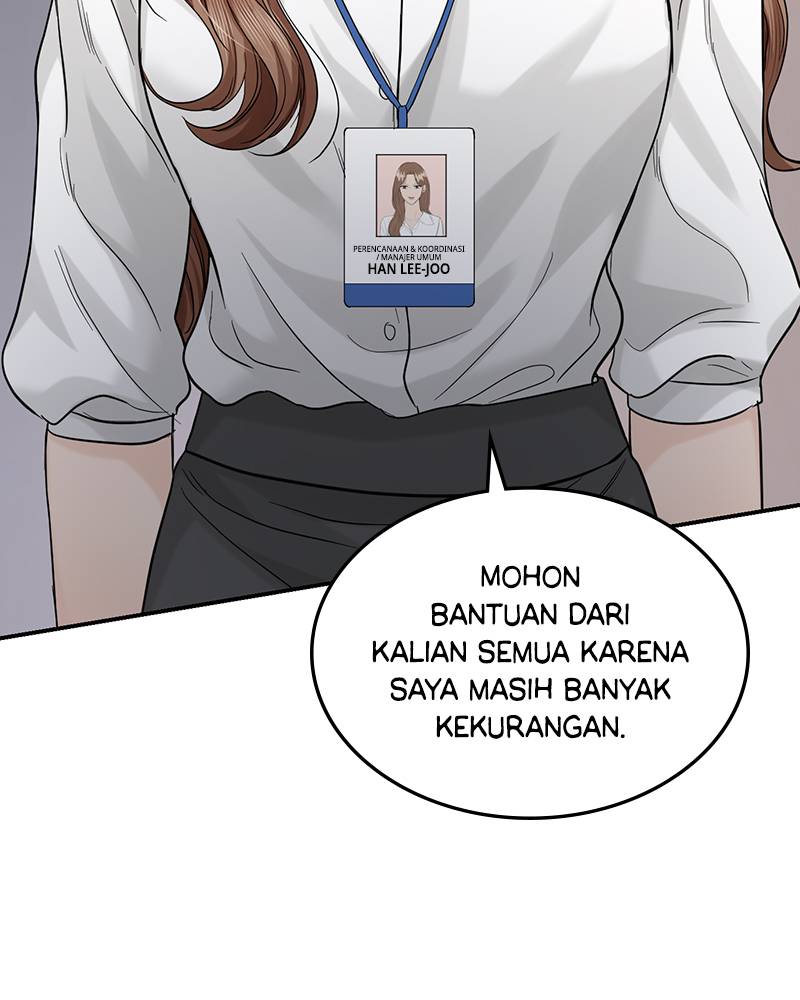 PERENCANAAN & KOORDINASI
/ MANAJER UMUM
HAN LEE-JOO
MOHON
BANTUAN DARI
KALIAN SEMUA KARENA
SAYA MASIH BANYAK
KEKURANGAN.